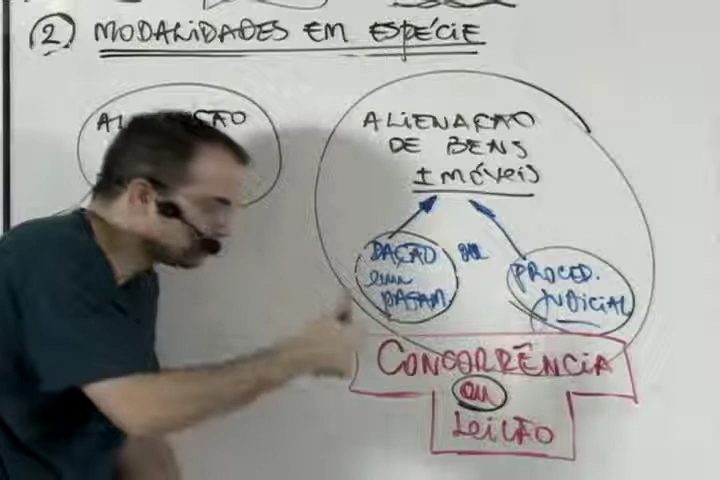 (2) MODALIDADES EM ESPÉCIE
ALIENAÇÃO
DE BENS
IMÓVEIS
DAÇÃO
em
PAGAM.
OU
PROCED.
JUDICIAL
CONCORRÊNCIA
OU
LEILÃO